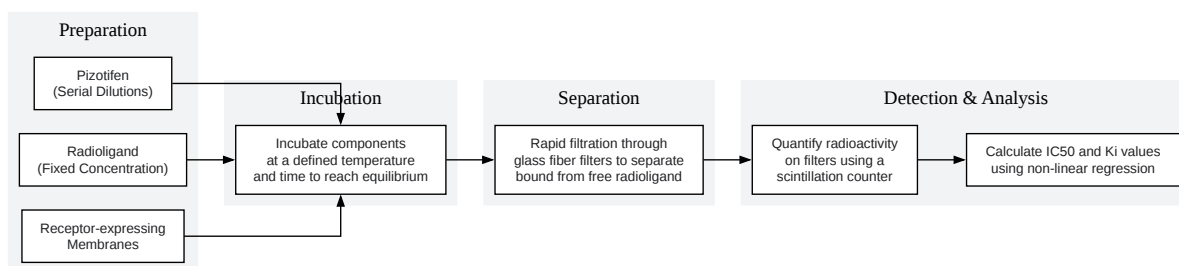 Preparation
Pizotifen
(Serial Dilutions)
Radioligand
(Fixed Concentration)
Receptor-expressing
Membranes
Incubation
Incubate components
at a defined temperature
and time to reach equilibrium
Separation
Rapid filtration through
glass fiber filters to separate
bound from free radioligand
Detection & Analysis
Quantify radioactivity
on filters using a
scintillation counter
Calculate IC50 and Ki values
using non-linear regression